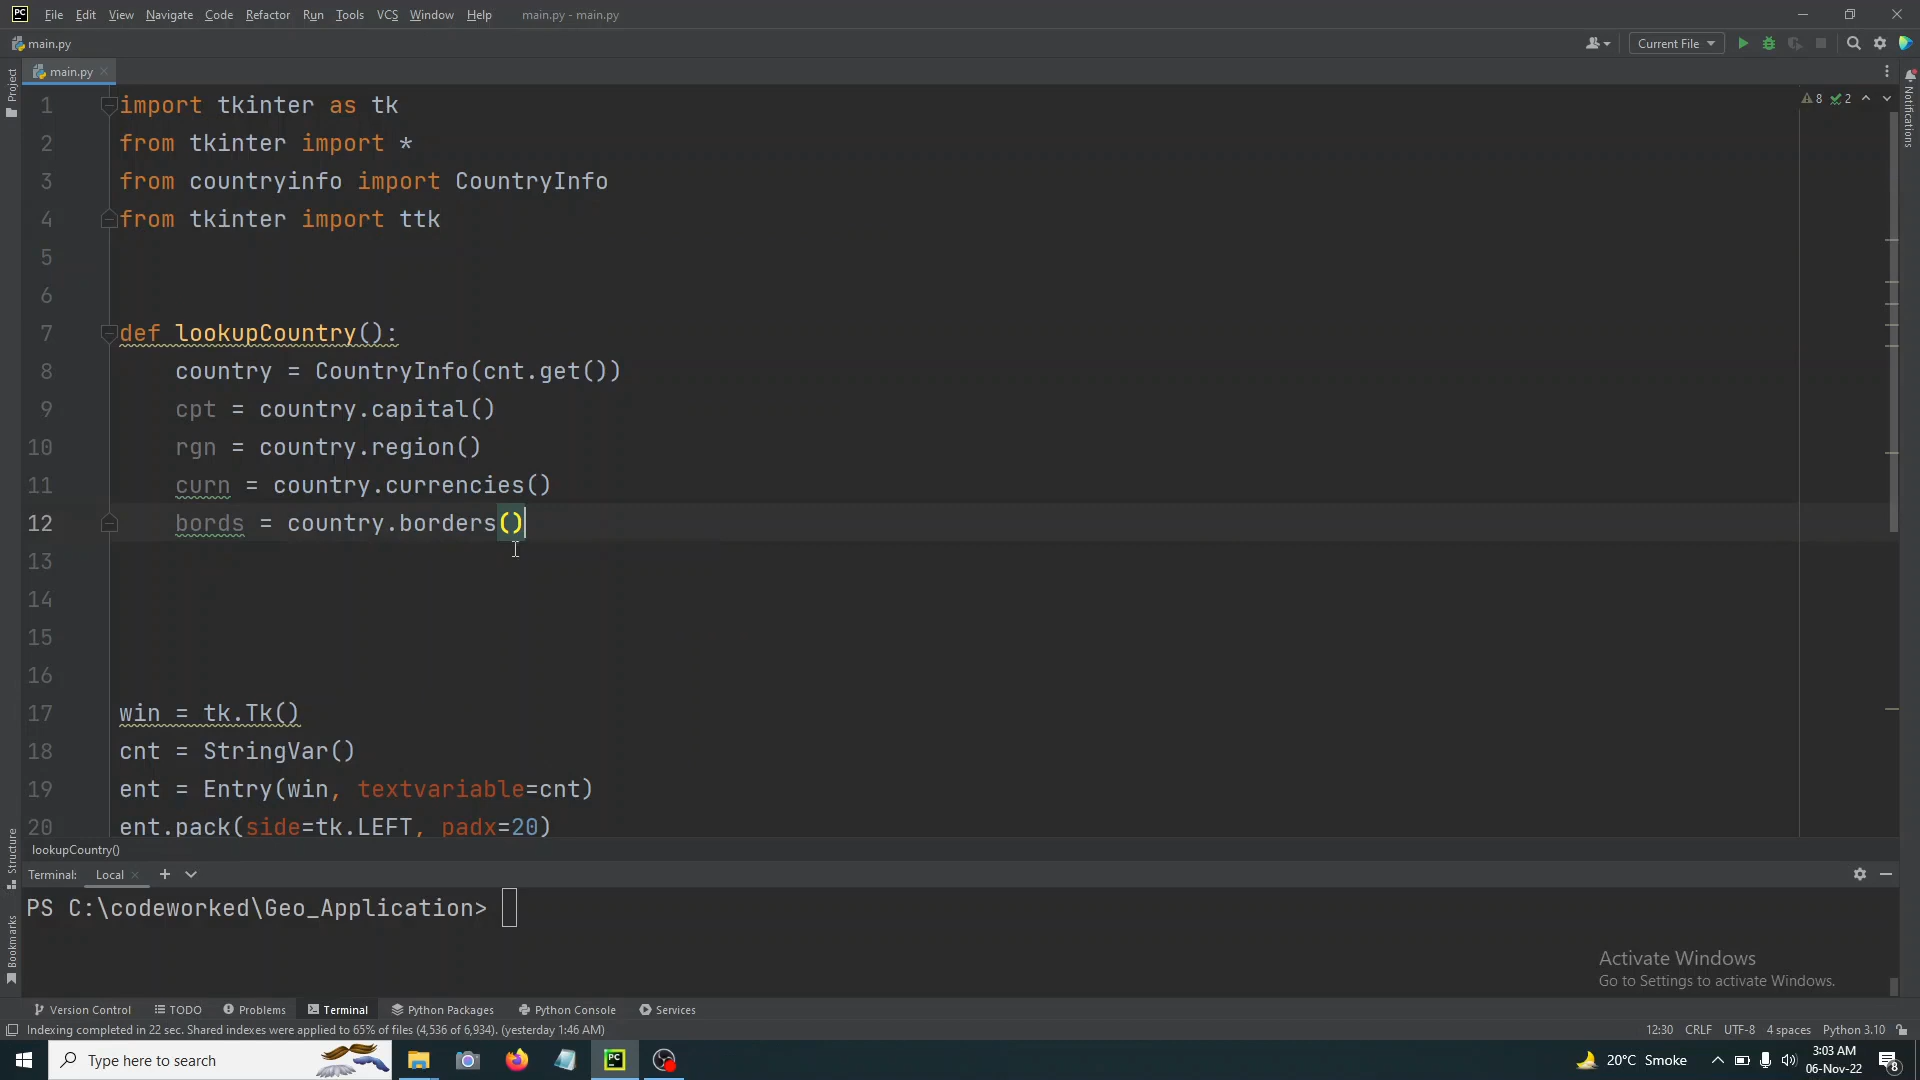 PC File Edit View Navigate Code Refactor Run Tools VCS Window Help main.py - main.py
main.py
Current File
Project
main.py
8 2
Notifications
1 import tkinter as tk
2 from tkinter import *
3 from countryinfo import CountryInfo
4 from tkinter import ttk
5
6
7 def lookupCountry():
8 country = CountryInfo(cnt.get())
9 cpt = country.capital()
10 rgn = country.region()
11 curn = country.currencies()
12 bords = country.borders()
13
14
15
16
17 win = tk.Tk()
18 cnt = StringVar()
19 ent = Entry(win, textvariable=cnt)
20 ent.pack(side=tk.LEFT, padx=20)
Structure
lookupCountry()
Terminal: Local
PS C:\codeworked\Geo_Application>
Bookmarks
Activate Windows
Go to Settings to activate Windows.
Version Control TODO Problems Terminal Python Packages Python Console Services
Indexing completed in 22 sec. Shared indexes were applied to 65% of files (4,536 of 6,934). (yesterday 1:46 AM)
12:30 CRLF UTF-8 4 spaces Python 3.10
Type here to search
PC
20°C Smoke
3:03 AM
06-Nov-22
8